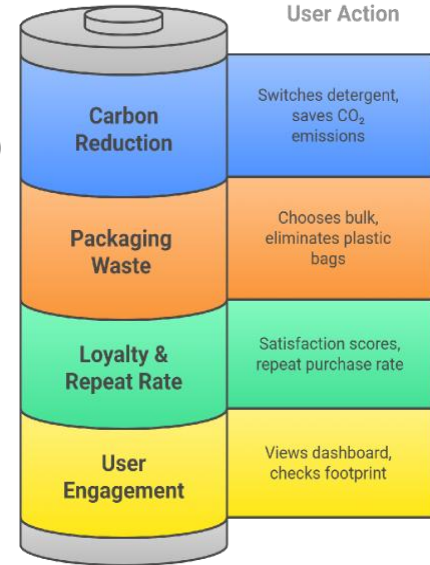 User Action
Carbon
Reduction
Switches detergent,
saves CO₂
emissions
Packaging
Waste
Chooses bulk,
eliminates plastic
bags
Loyalty &
Repeat Rate
Satisfaction scores,
repeat purchase rate
User
Engagement
Views dashboard,
checks footprint